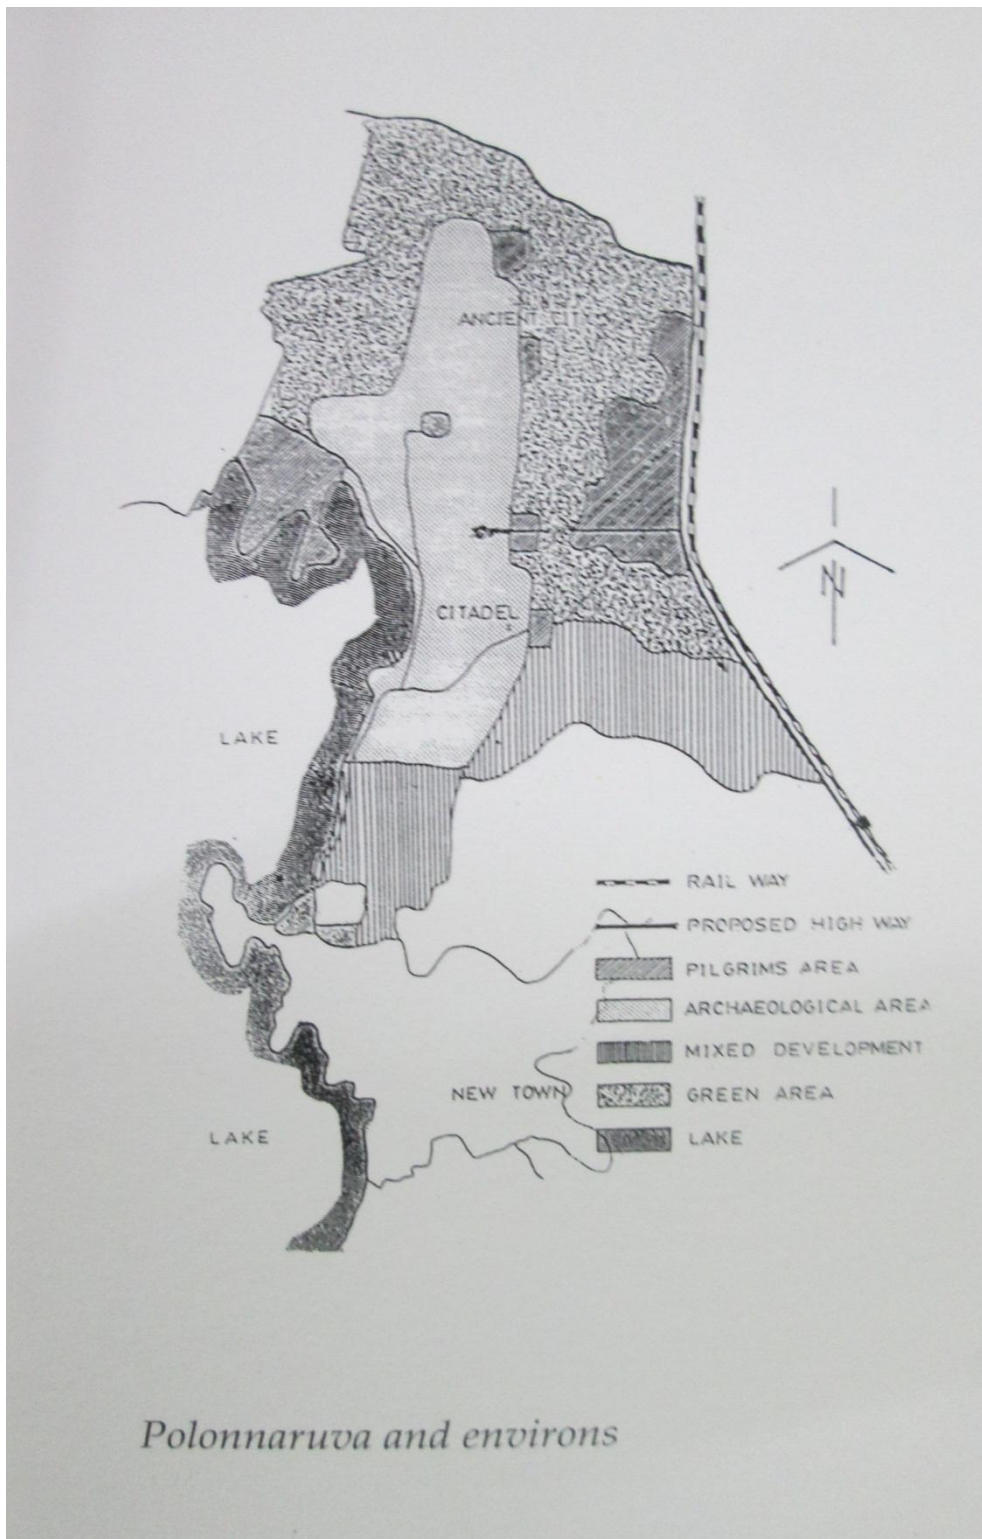 ANCIENT CIT
CITADEL
N
LAKE
RAIL WAY
PROPOSED HIGH WAY
PILGRIMS AREA
ARCHAEOLOGICAL AREA
MIXED DEVELOPMENT
NEW TOWN
GREEN AREA
LAKE
LAKE
Polonnaruva and environs